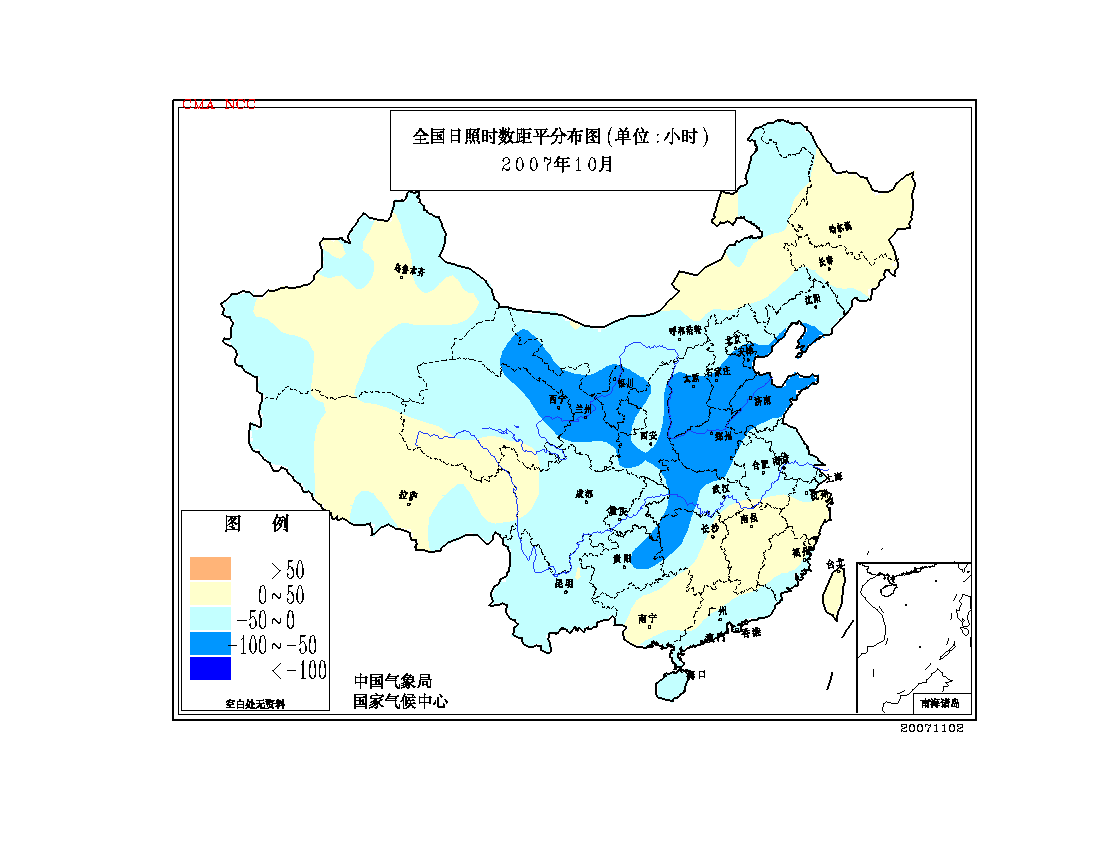 CMA NCC
全国日照时数距平分布图(单位:小时)
2007年10月
哈尔滨
长春
乌鲁木齐
沈阳
呼和浩特
北京
天津
银川
太原
石家庄
西宁
兰州
济南
西安
郑州
合肥
南京
上海
拉萨
成都
武汉
杭州
重庆
南昌
长沙
贵阳
福州
台北
昆明
南宁
广州
澳门
香港
海口
图 例
>50
0~50
-50~0
-100~-50
<-100
空白处无资料
中国气象局
国家气候中心
南海诸岛
20071102